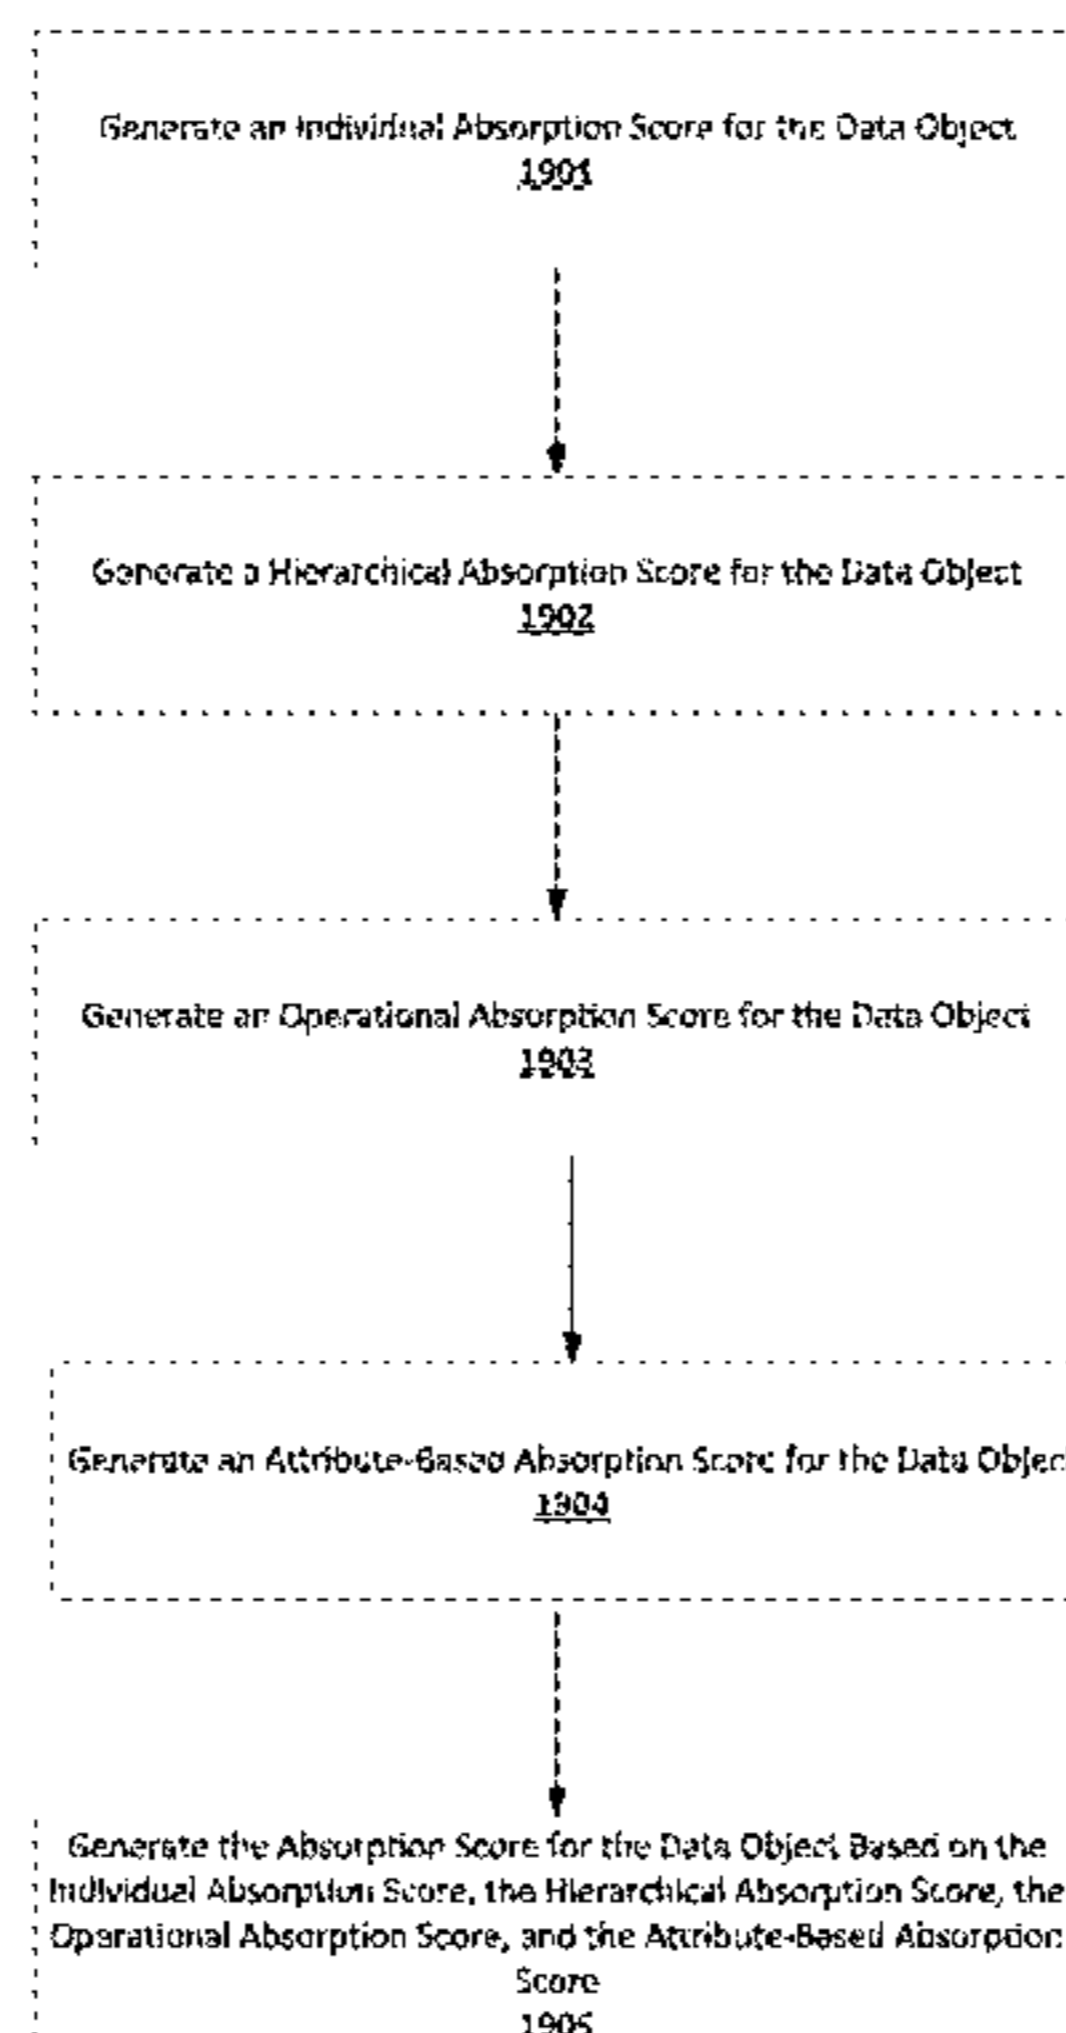 Generate an Individual Absorption Score for the Data Object
1901
Generate a Hierarchical Absorption Score for the Data Object
1902
Generate an Operational Absorption Score for the Data Object
1903
Generate an Attribute-Based Absorption Score for the Data Objec
1904
Generate the Absorption Score for the Data Object Based on the
Individual Absorption Score, the Hierarchical Absorption Score, the
Operational Absorption Score, and the Attribute-Based Absorption
Score
1905